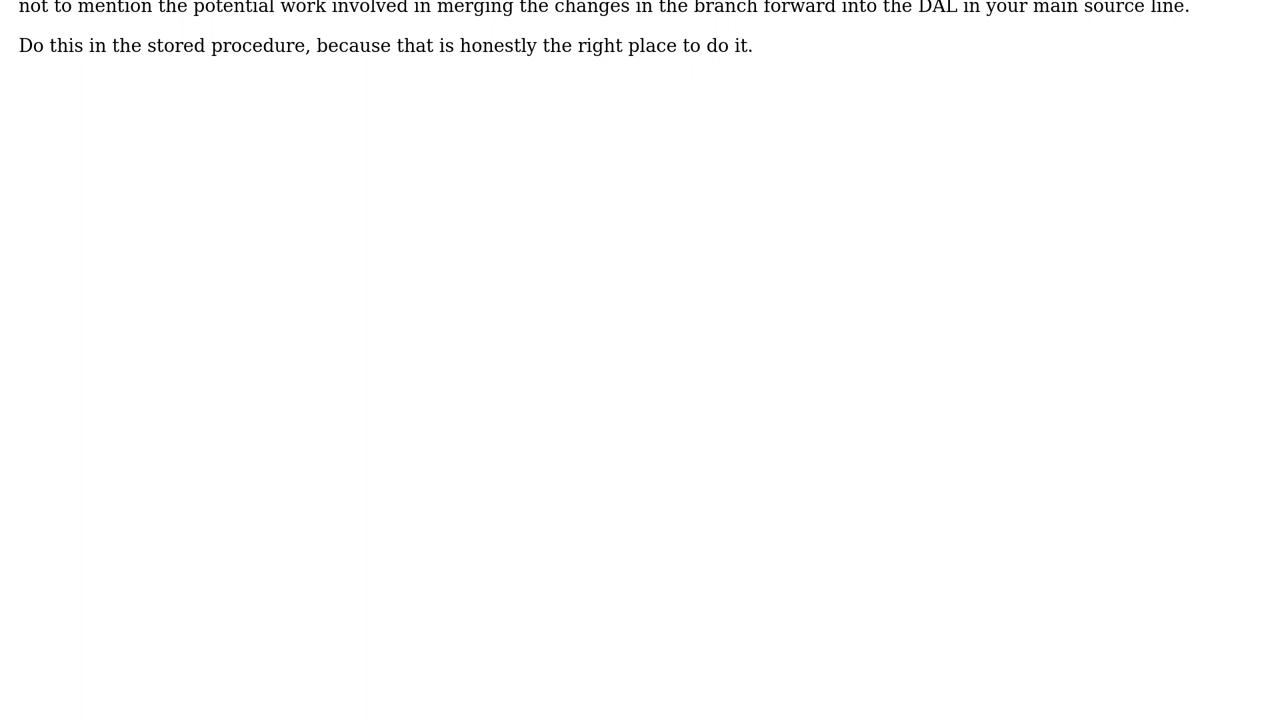 not to mention the potential work involved in merging the changes in the branch forward into the DAL in your main source line.
Do this in the stored procedure, because that is honestly the right place to do it.